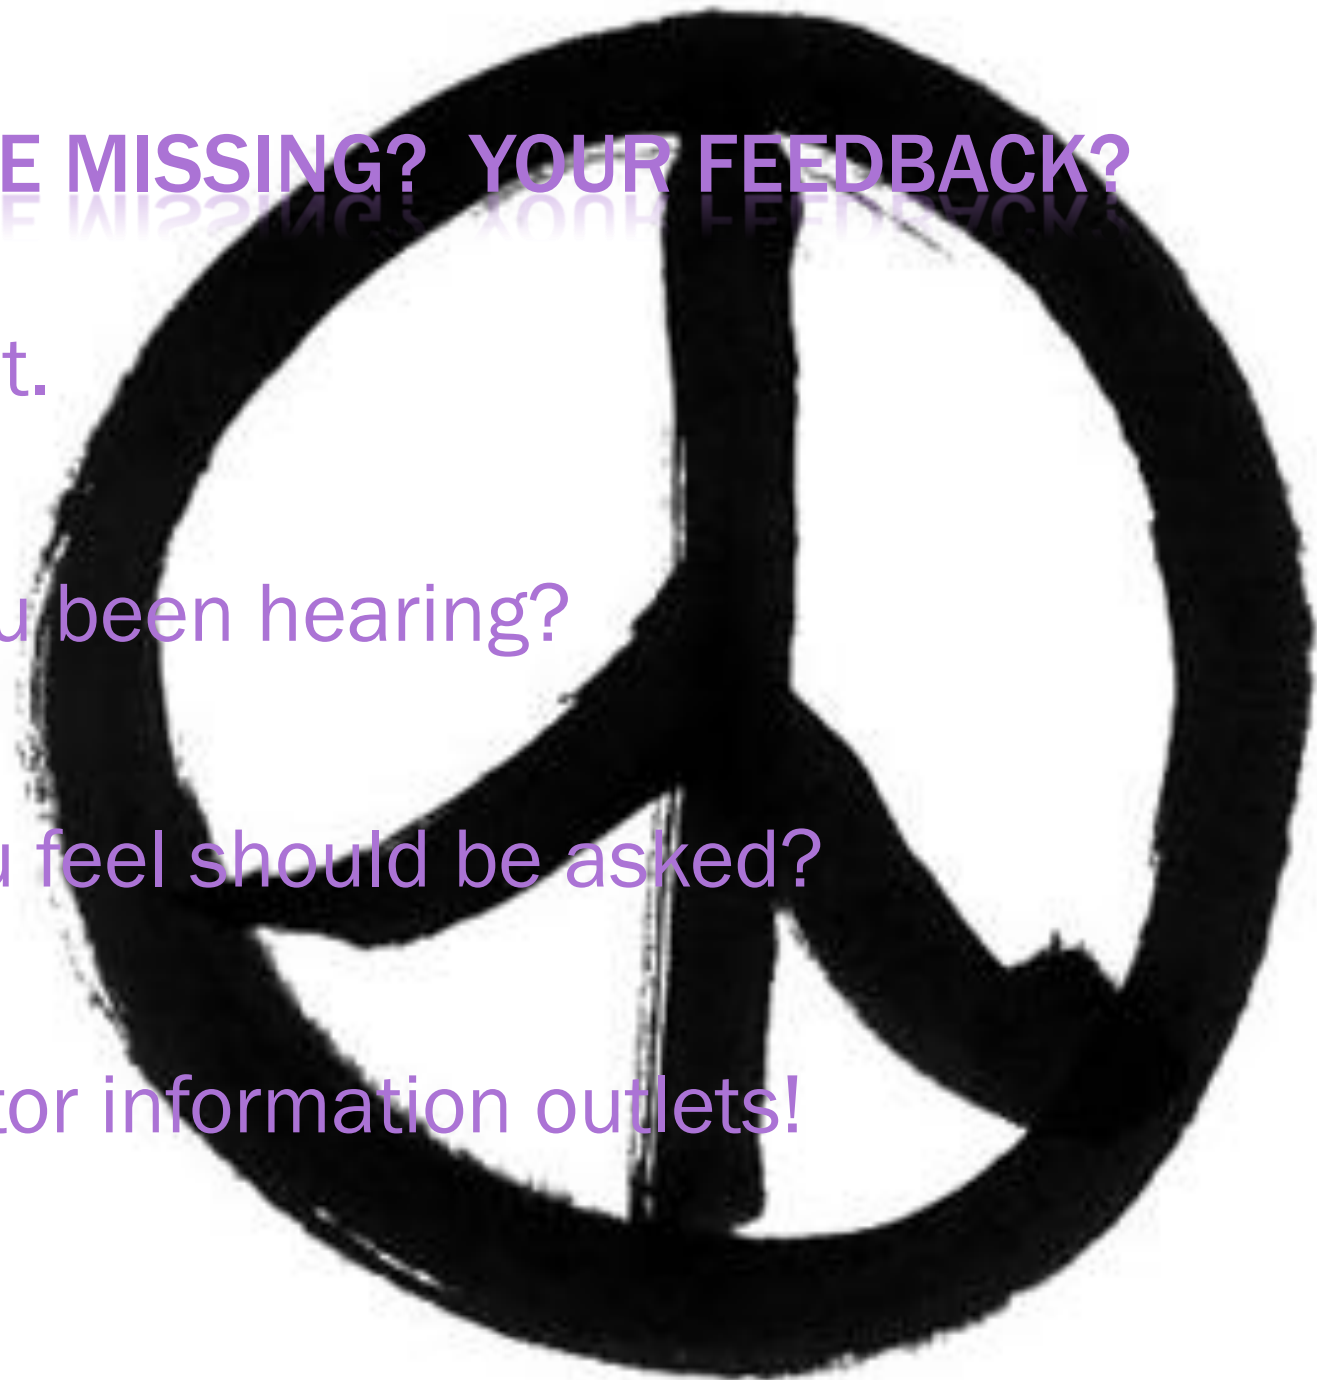 E MISSING? YOUR FEEDBACK?
t.
u been hearing?
u feel should be asked?
tor information outlets!